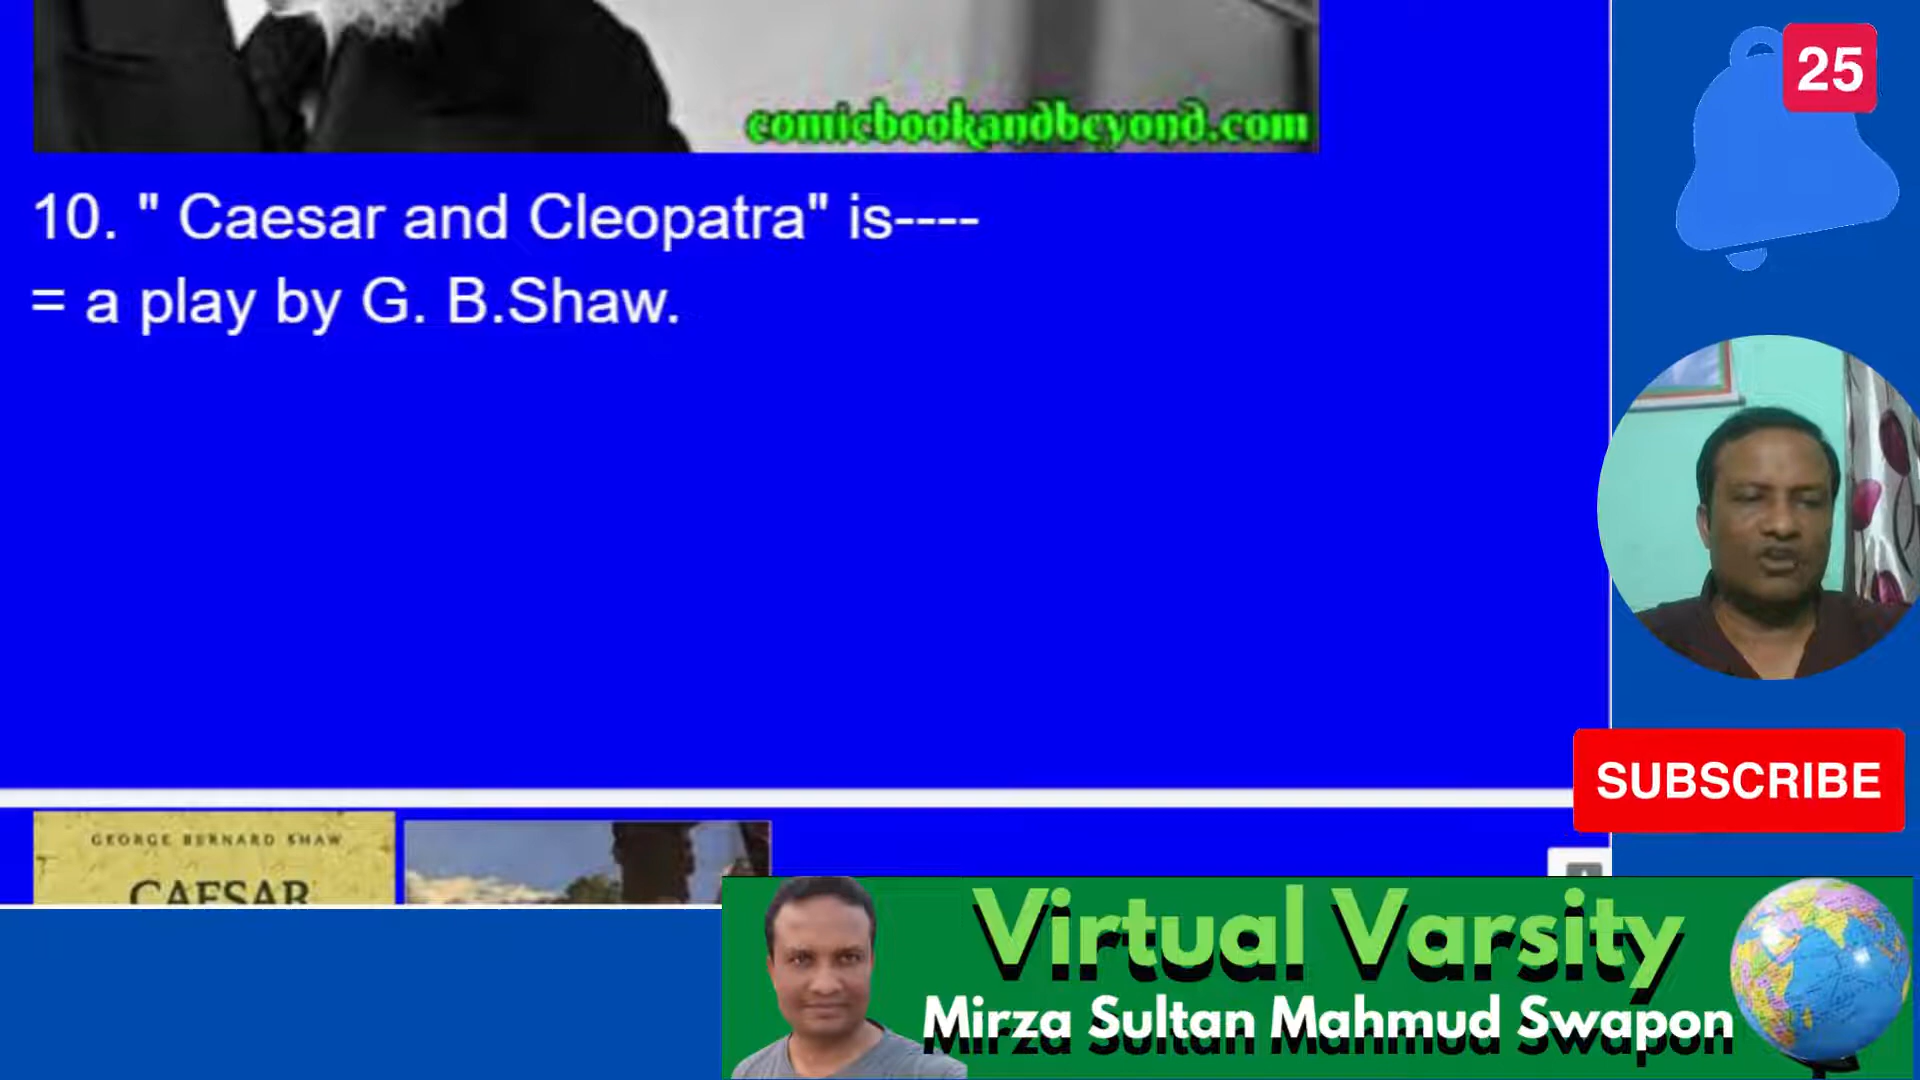 25
comicbookandbeyond.com
10. " Caesar and Cleopatra" is----
= a play by G. B.Shaw.
SUBSCRIBE
GEORGE BERNARD SHAW
CAESAR
Virtual Varsity
Mirza Sultan Mahmud Swapon